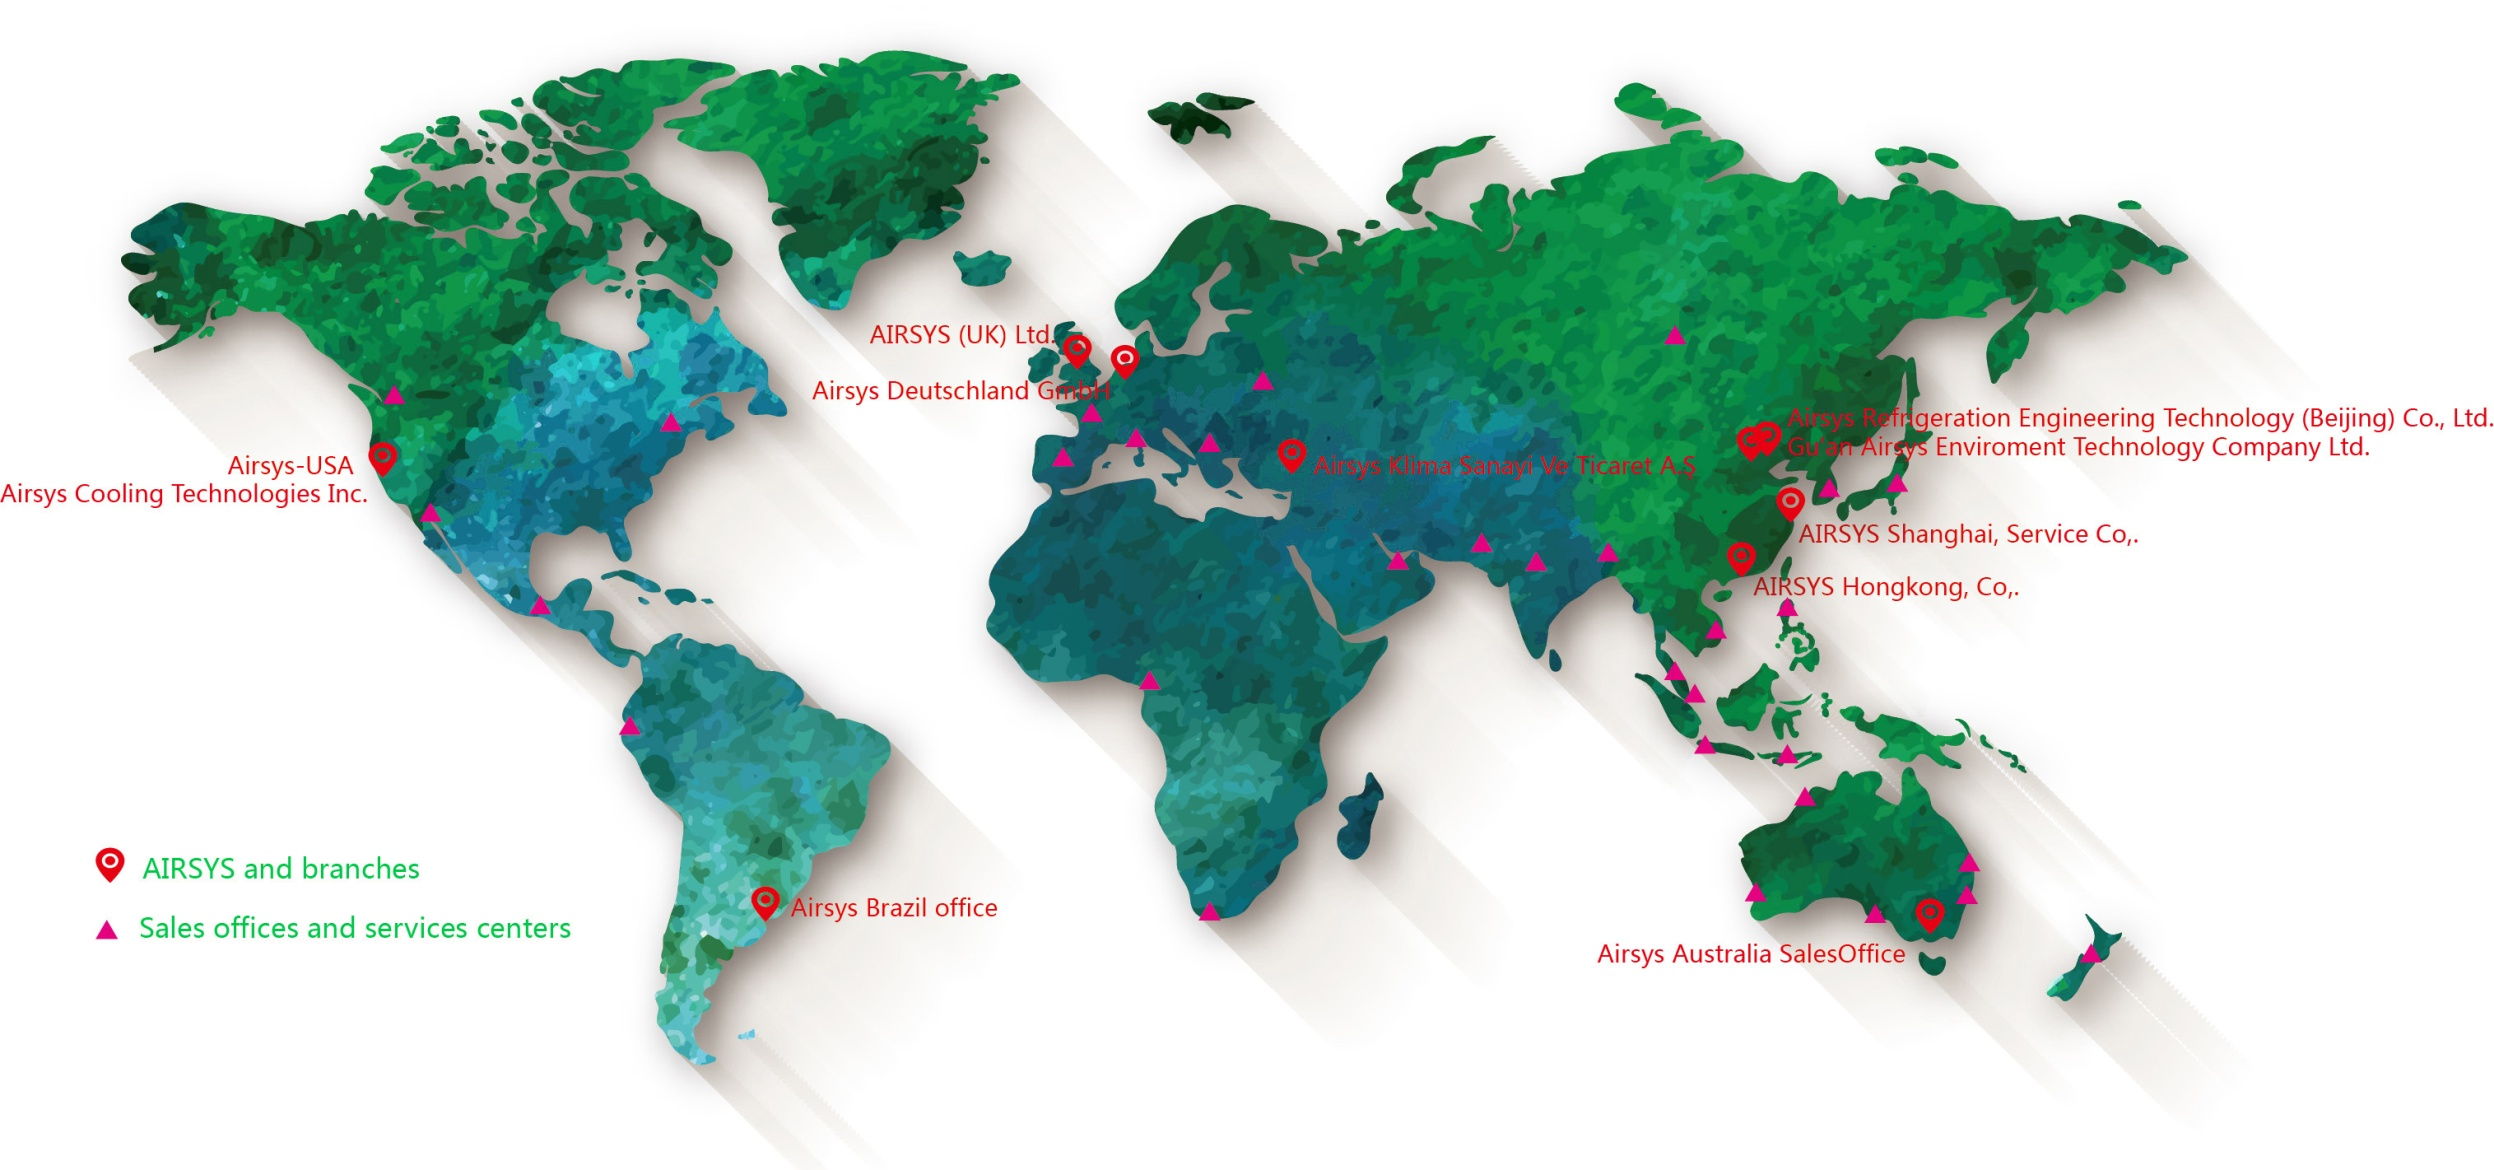 AIRSYS (UK) Ltd.
Airsys Deutschland GmbH
Airsys Refrigeration Engineering Technology (Beijing) Co., Ltd.
Gu'an Airsys Enviroment Technology Company Ltd.
Airsys-USA
Airsys Cooling Technologies Inc.
Airsys Klima Sanayi Ve Ticaret A.Ş
AIRSYS Shanghai, Service Co,.
AIRSYS Hongkong, Co,.
AIRSYS and branches
Sales offices and services centers
Airsys Brazil office
Airsys Australia SalesOffice